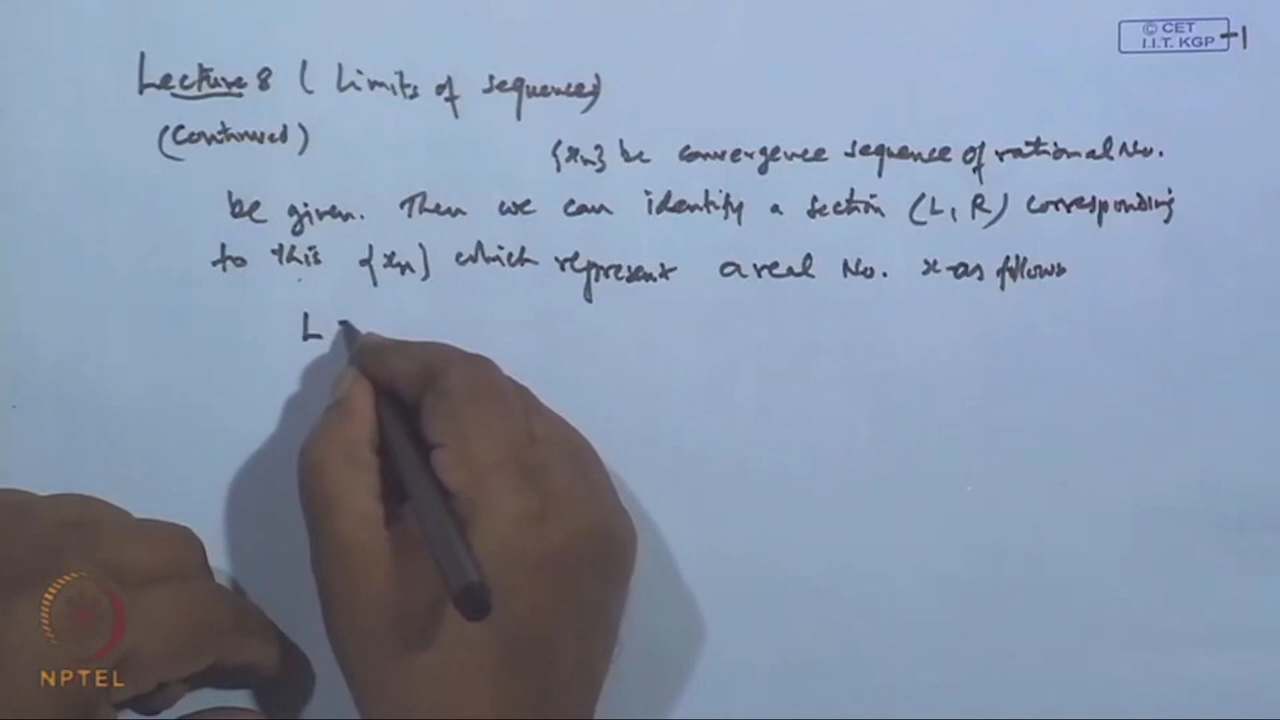 © CET
I.I.T. KGP -1
Lecture 8 ( Limits of sequences)
(Continued)
{xn} be convergence sequence of rational No.
be given. Then we can identify a section (L, R) corresponding
to this {xn} which represent a real No. x as follows
L
NPTEL